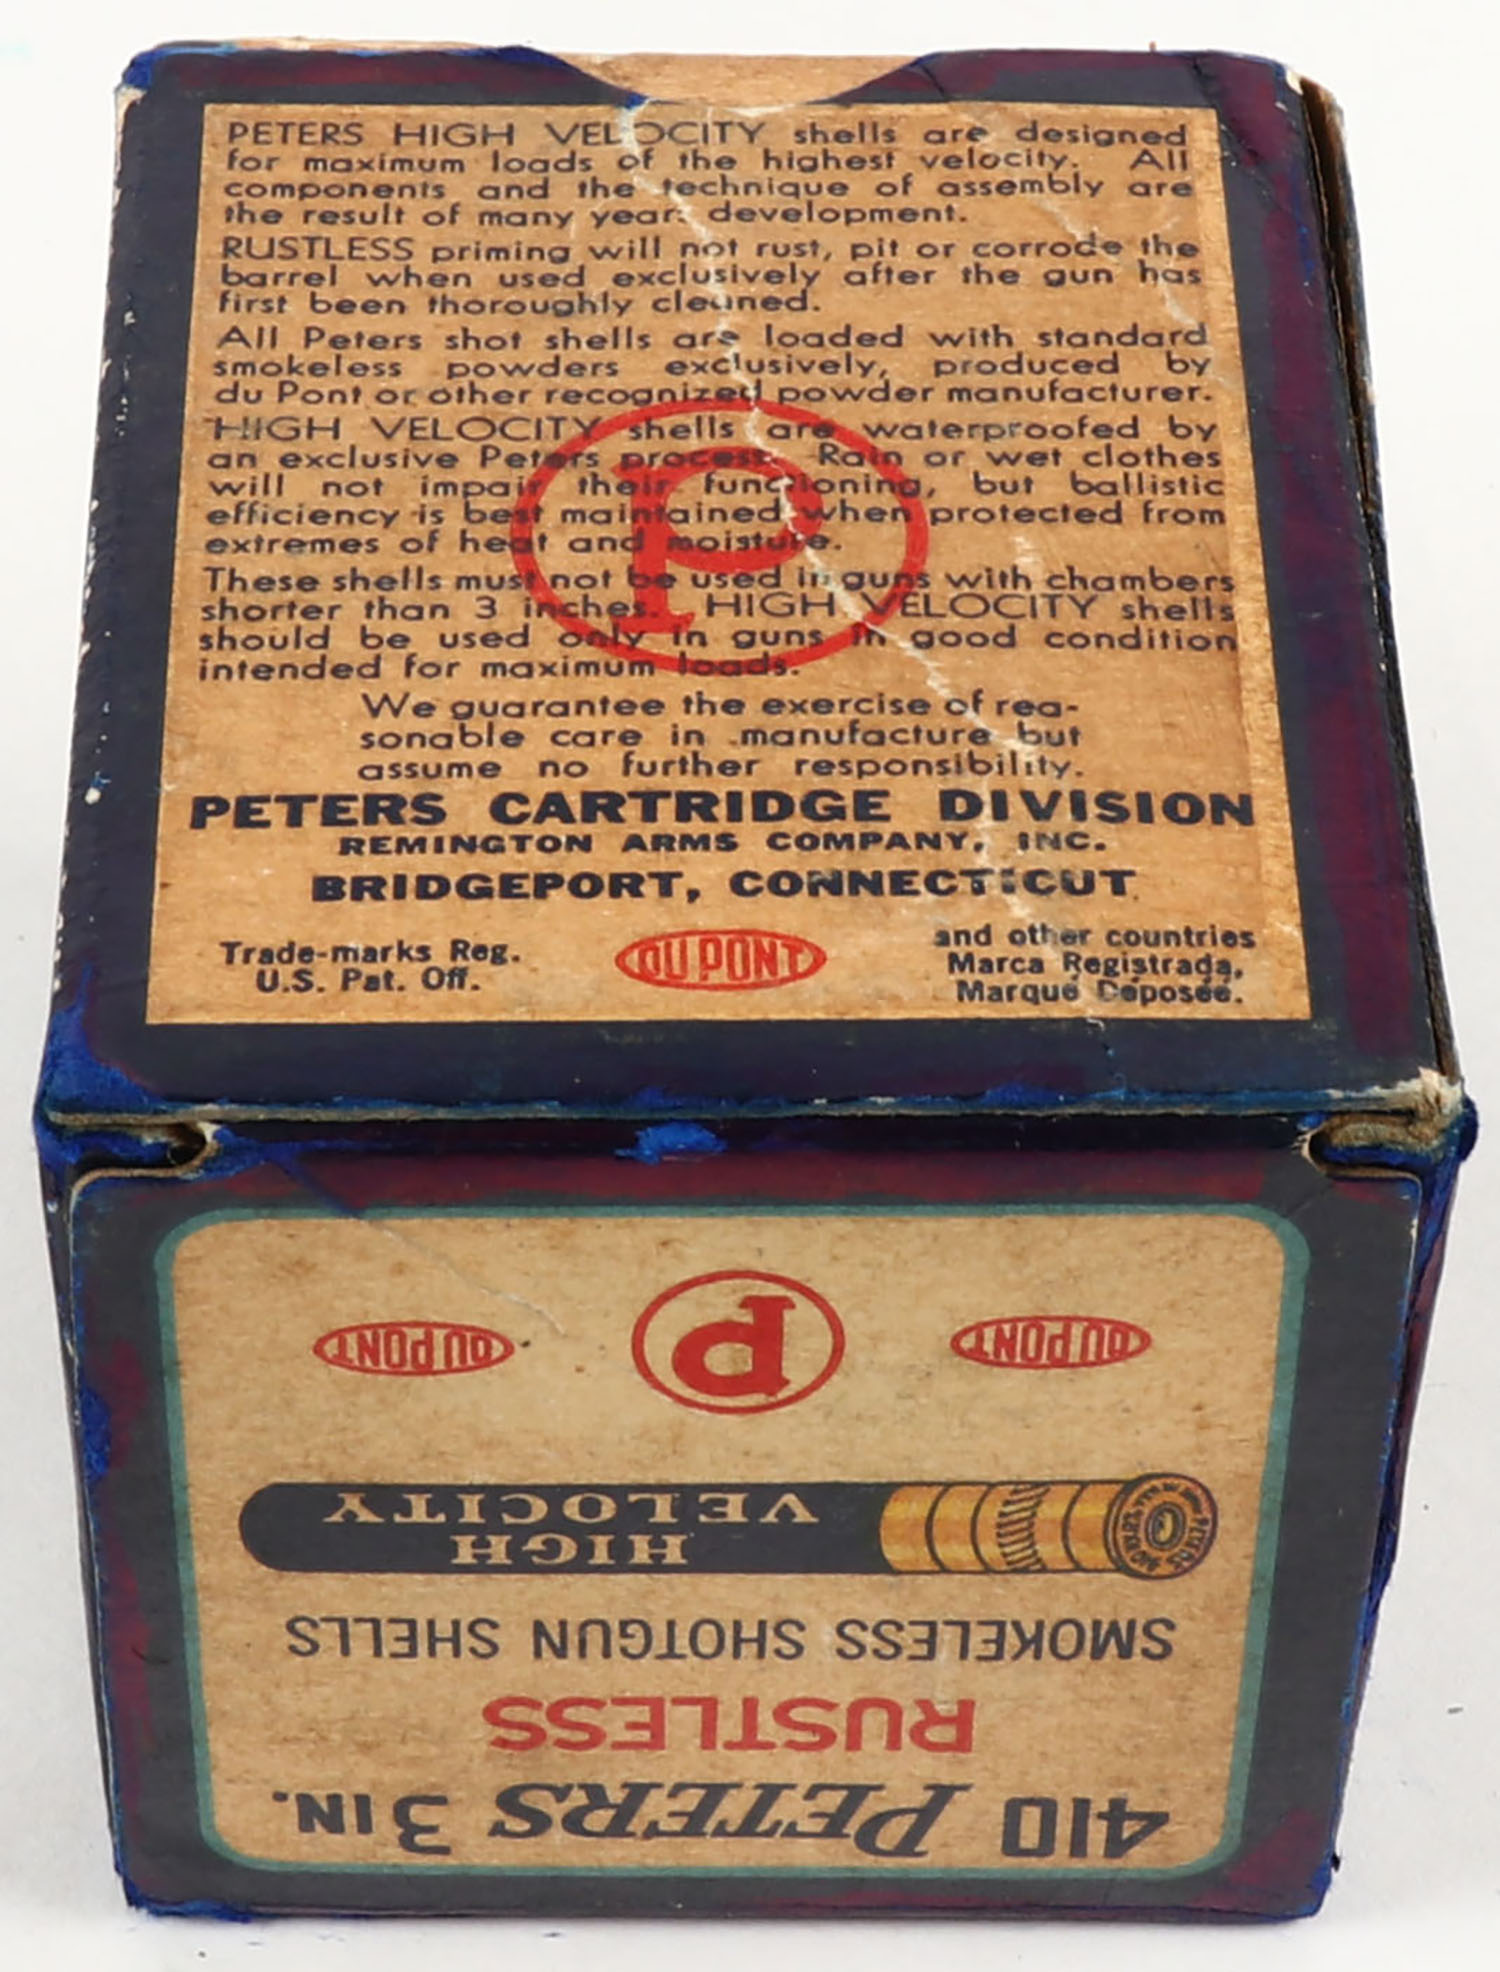 PETERS HIGH VELOCITY shells are designed
for maximum loads of the highest velocity. All
components and the technique of assembly are
the result of many years development.
RUSTLESS priming will not rust, pit or corrode the
barrel when used exclusively after the gun has
first been thoroughly cleaned.
All Peters shot shells are loaded with standard
smokeless powders exclusively, produced by
du Pont or other recognized powder manufacturer.
HIGH VELOCITY shells are waterproofed by
an exclusive Peters process. Rain or wet clothes
will not impair their functioning, but ballistic
efficiency is best maintained when protected from
extremes of heat and moisture.
These shells must not be used in guns with chambers
shorter than 3 inches. HIGH VELOCITY shells
should be used only in guns in good condition
intended for maximum loads.
P
We guarantee the exercise of rea-
sonable care in manufacture but
assume no further responsibility.
PETERS CARTRIDGE DIVISION
REMINGTON ARMS COMPANY, INC.
BRIDGEPORT, CONNECTICUT
Trade-marks Reg.
U.S. Pat. Off.
DU PONT
and other countries
Marca Registrada,
Marque Déposée.
410 PETERS 3 IN.
RUSTLESS
SMOKELESS SHOTGUN SHELLS
HIGH
VELOCITY
PETERS
DU PONT
P
DU PONT